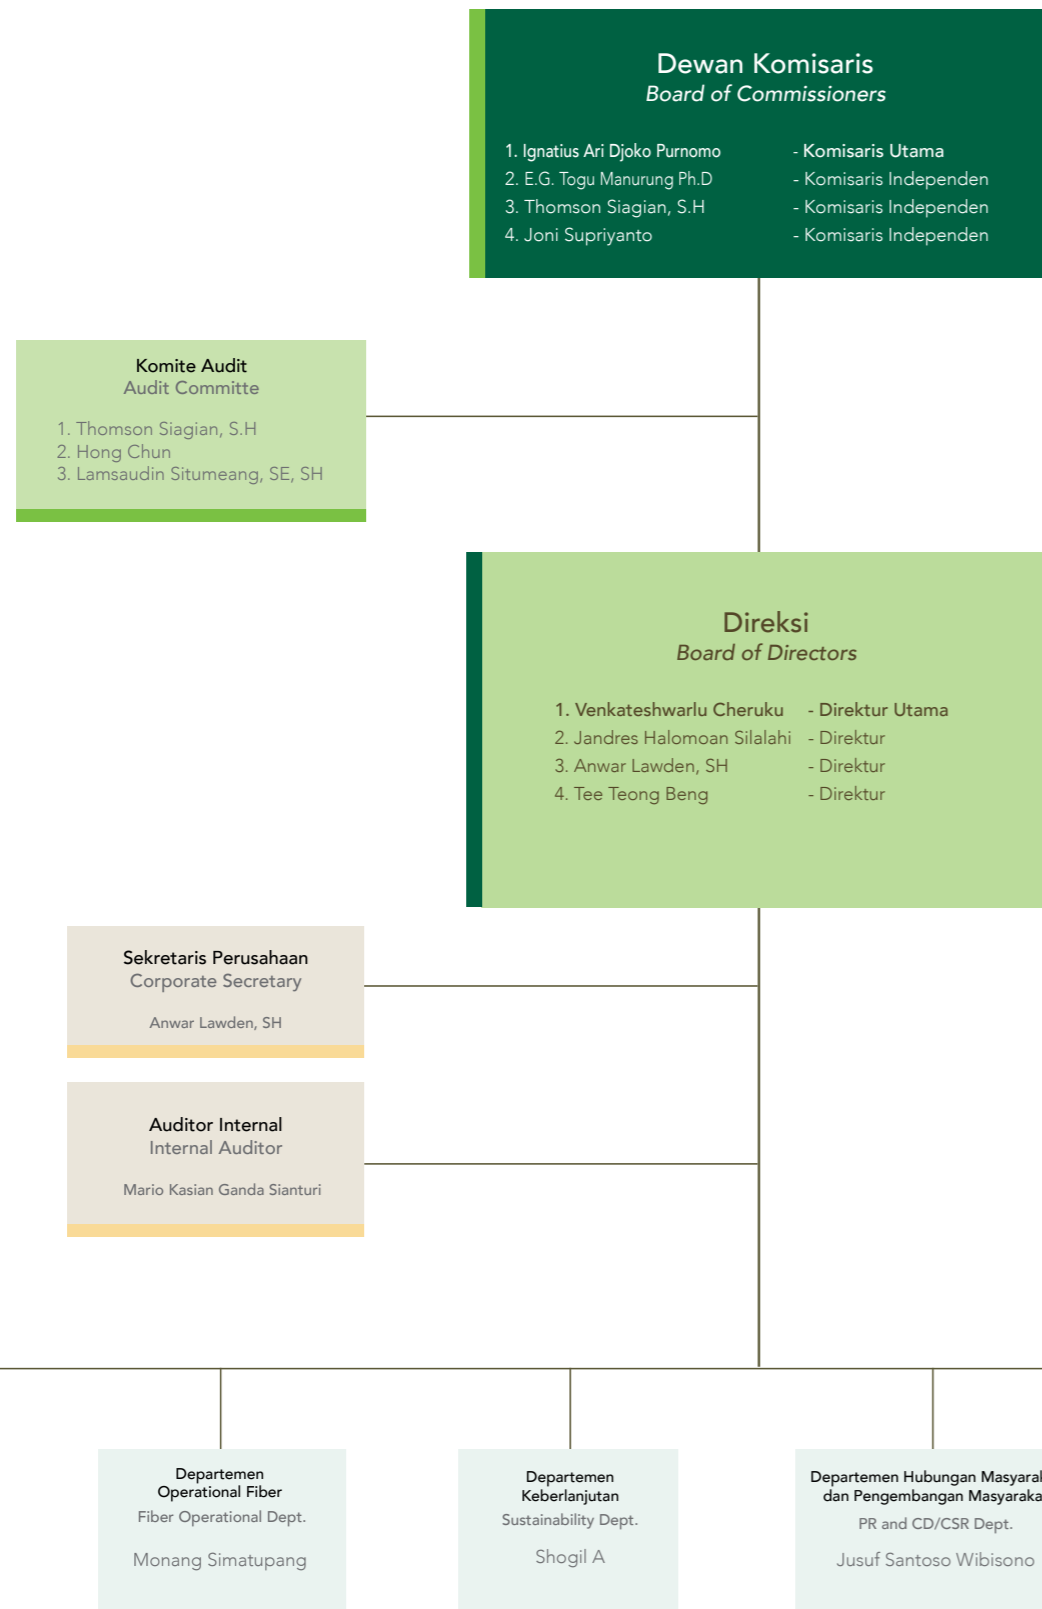 Dewan Komisaris
Board of Commissioners
1. Ignatius Ari Djoko Purnomo - Komisaris Utama
2. E.G. Togu Manurung Ph.D - Komisaris Independen
3. Thomson Siagian, S.H - Komisaris Independen
4. Joni Supriyanto - Komisaris Independen
Komite Audit
Audit Committe
1. Thomson Siagian, S.H
2. Hong Chun
3. Lamsaudin Situmeang, SE, SH
Direksi
Board of Directors
1. Venkateshwarlu Cheruku - Direktur Utama
2. Jandres Halomoan Silalahi - Direktur
3. Anwar Lawden, SH - Direktur
4. Tee Teong Beng - Direktur
Sekretaris Perusahaan
Corporate Secretary
Anwar Lawden, SH
Auditor Internal
Internal Auditor
Mario Kasian Ganda Sianturi
Departemen
Operational Fiber
Fiber Operational Dept.
Monang Simatupang
Departemen
Keberlanjutan
Sustainability Dept.
Shogil A
Departemen Hubungan
dan Pengembangan
PR and CD/CSR Dept.
Jusuf Santoso Wibisono